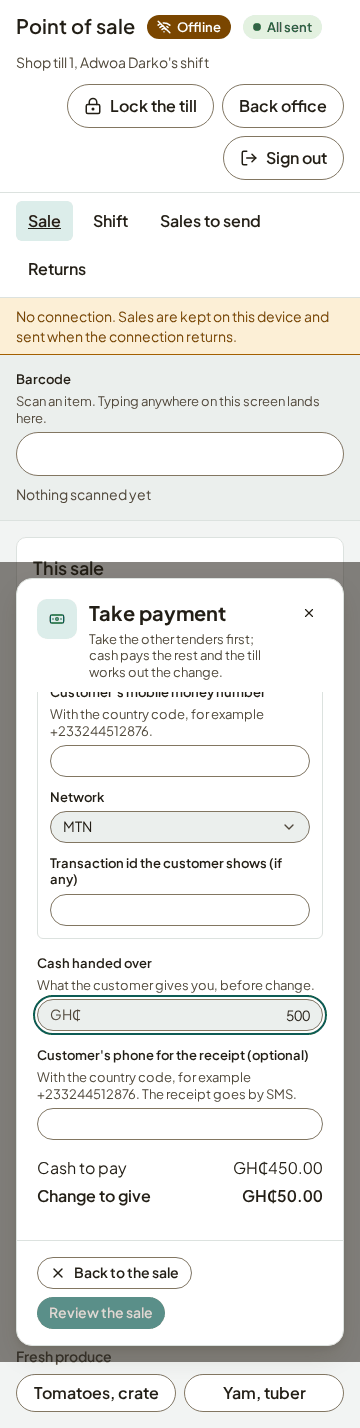 Point of sale
Offline
All sent
Shop till 1, Adwoa Darko's shift
Lock the till
Back office
Sign out
Sale
Shift
Sales to send
Returns
No connection. Sales are kept on this device and
sent when the connection returns.
Barcode
Scan an item. Typing anywhere on this screen lands
here.
Nothing scanned yet
This sale
Take payment
Take the other tenders first;
cash pays the rest and the till
works out the change.
Customer's mobile money number
With the country code, for example
+233244512876.
Network
MTN
Transaction id the customer shows (if
any)
Cash handed over
What the customer gives you, before change.
GH₵ 500
Customer's phone for the receipt (optional)
With the country code, for example
+233244512876. The receipt goes by SMS.
Cash to pay GH₵450.00
Change to give GH₵50.00
Back to the sale
Review the sale
Fresh produce
Tomatoes, crate
Yam, tuber